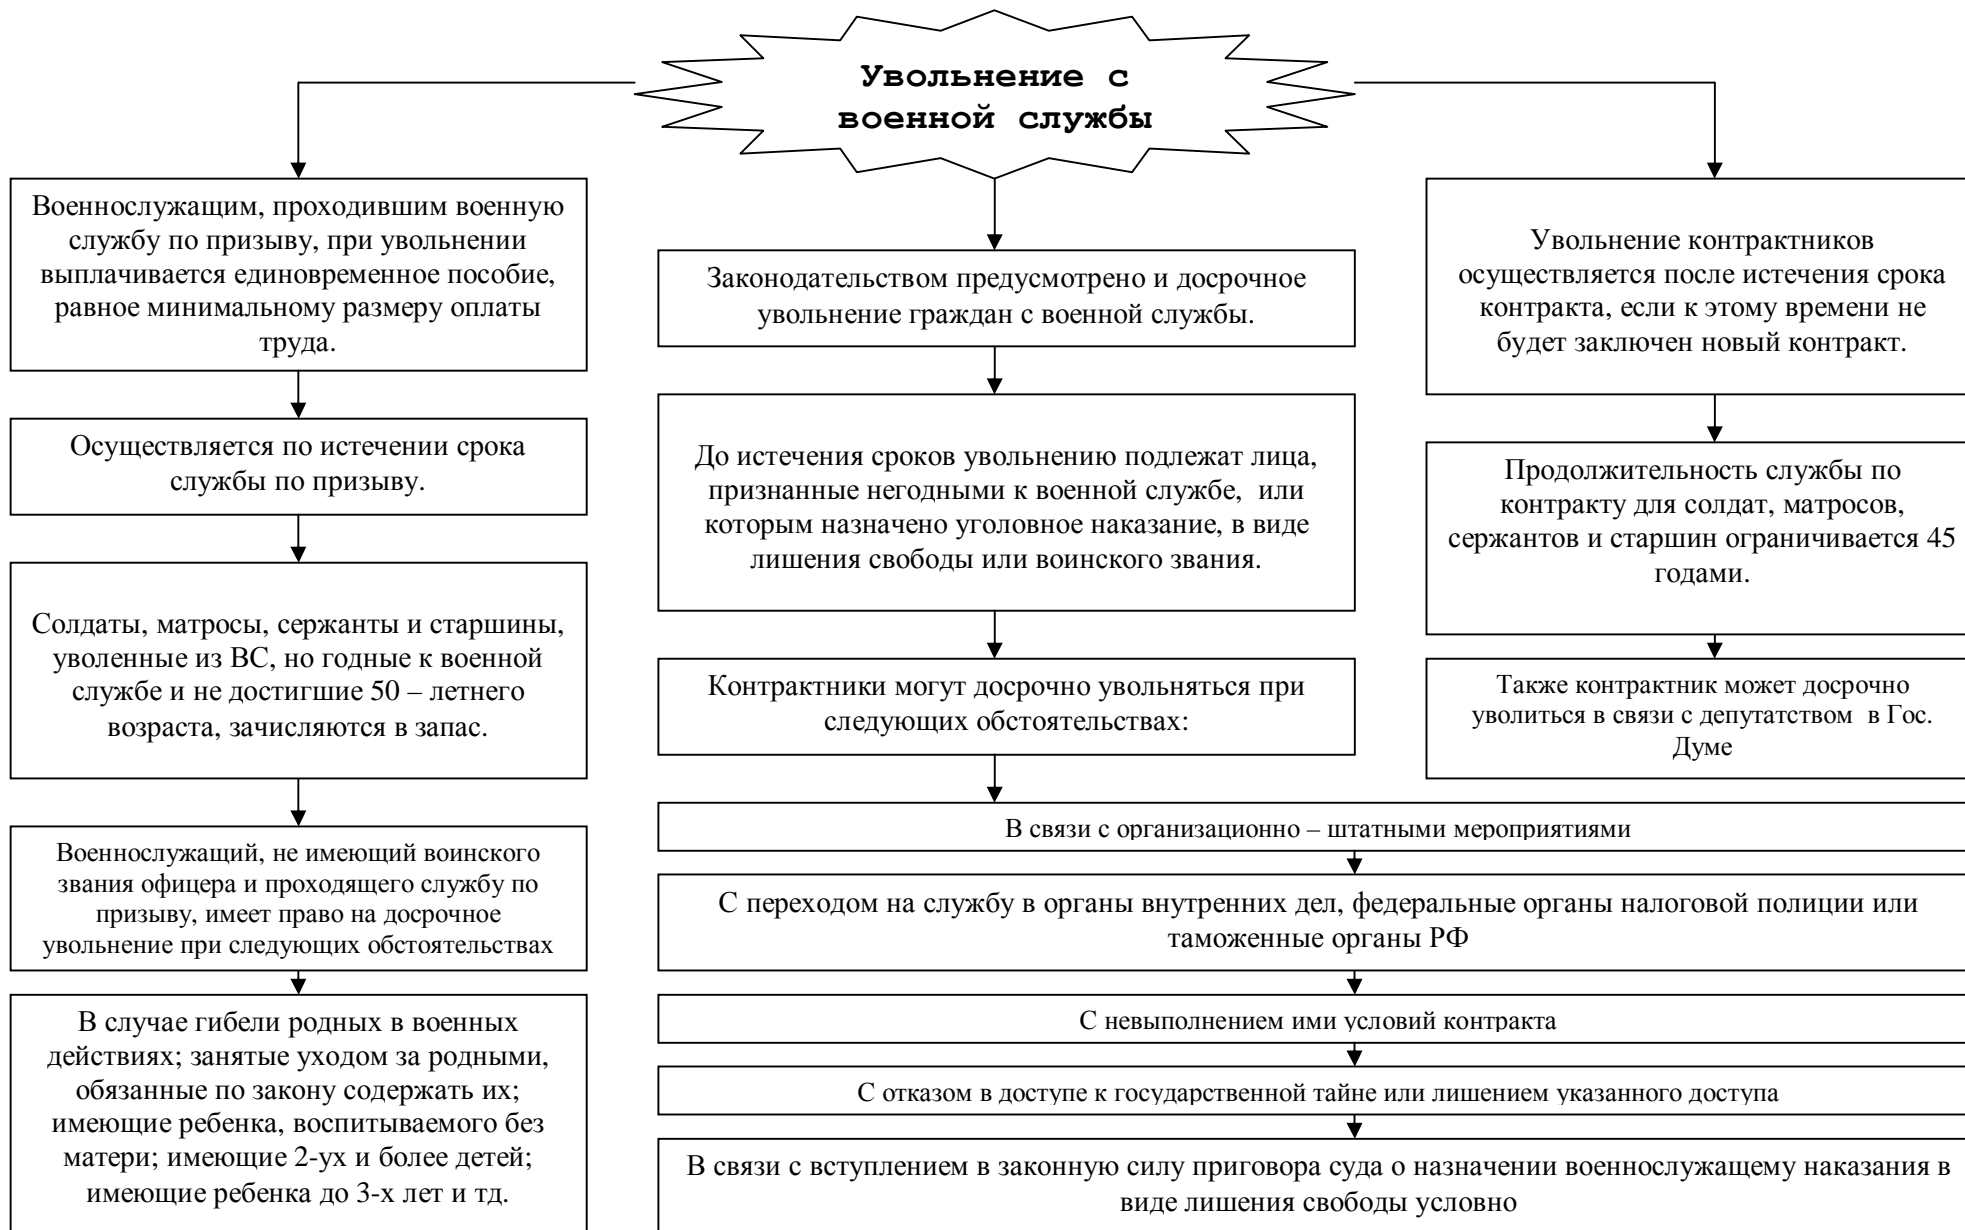 Увольнение с
военной службы
Военнослужащим, проходившим военную
службу по призыву, при увольнении
выплачивается единовременное пособие,
равное минимальному размеру оплаты
труда.
Осуществляется по истечении срока
службы по призыву.
Солдаты, матросы, сержанты и старшины,
уволенные из ВС, но годные к военной
службе и не достигшие 50 – летнего
возраста, зачисляются в запас.
Военнослужащий, не имеющий воинского
звания офицера и проходящего службу по
призыву, имеет право на досрочное
увольнение при следующих обстоятельствах
В случае гибели родных в военных
действиях; занятые уходом за родными,
обязанные по закону содержать их;
имеющие ребенка, воспитываемого без
матери; имеющие 2-ух и более детей;
имеющие ребенка до 3-х лет и тд.
Законодательством предусмотрено и досрочное
увольнение граждан с военной службы.
До истечения сроков увольнению подлежат лица,
признанные негодными к военной службе, или
которым назначено уголовное наказание, в виде
лишения свободы или воинского звания.
Контрактники могут досрочно увольняться при
следующих обстоятельствах:
В связи с организационно – штатными мероприятиями
С переходом на службу в органы внутренних дел, федеральные органы налоговой полиции или
таможенные органы РФ
С невыполнением ими условий контракта
С отказом в доступе к государственной тайне или лишением указанного доступа
В связи с вступлением в законную силу приговора суда о назначении военнослужащему наказания в
виде лишения свободы условно
Увольнение контрактников
осуществляется после истечения срока
контракта, если к этому времени не
будет заключен новый контракт.
Продолжительность службы по
контракту для солдат, матросов,
сержантов и старшин ограничивается 45
годами.
Также контрактник может досрочно
уволиться в связи с депутатством в Гос.
Думе